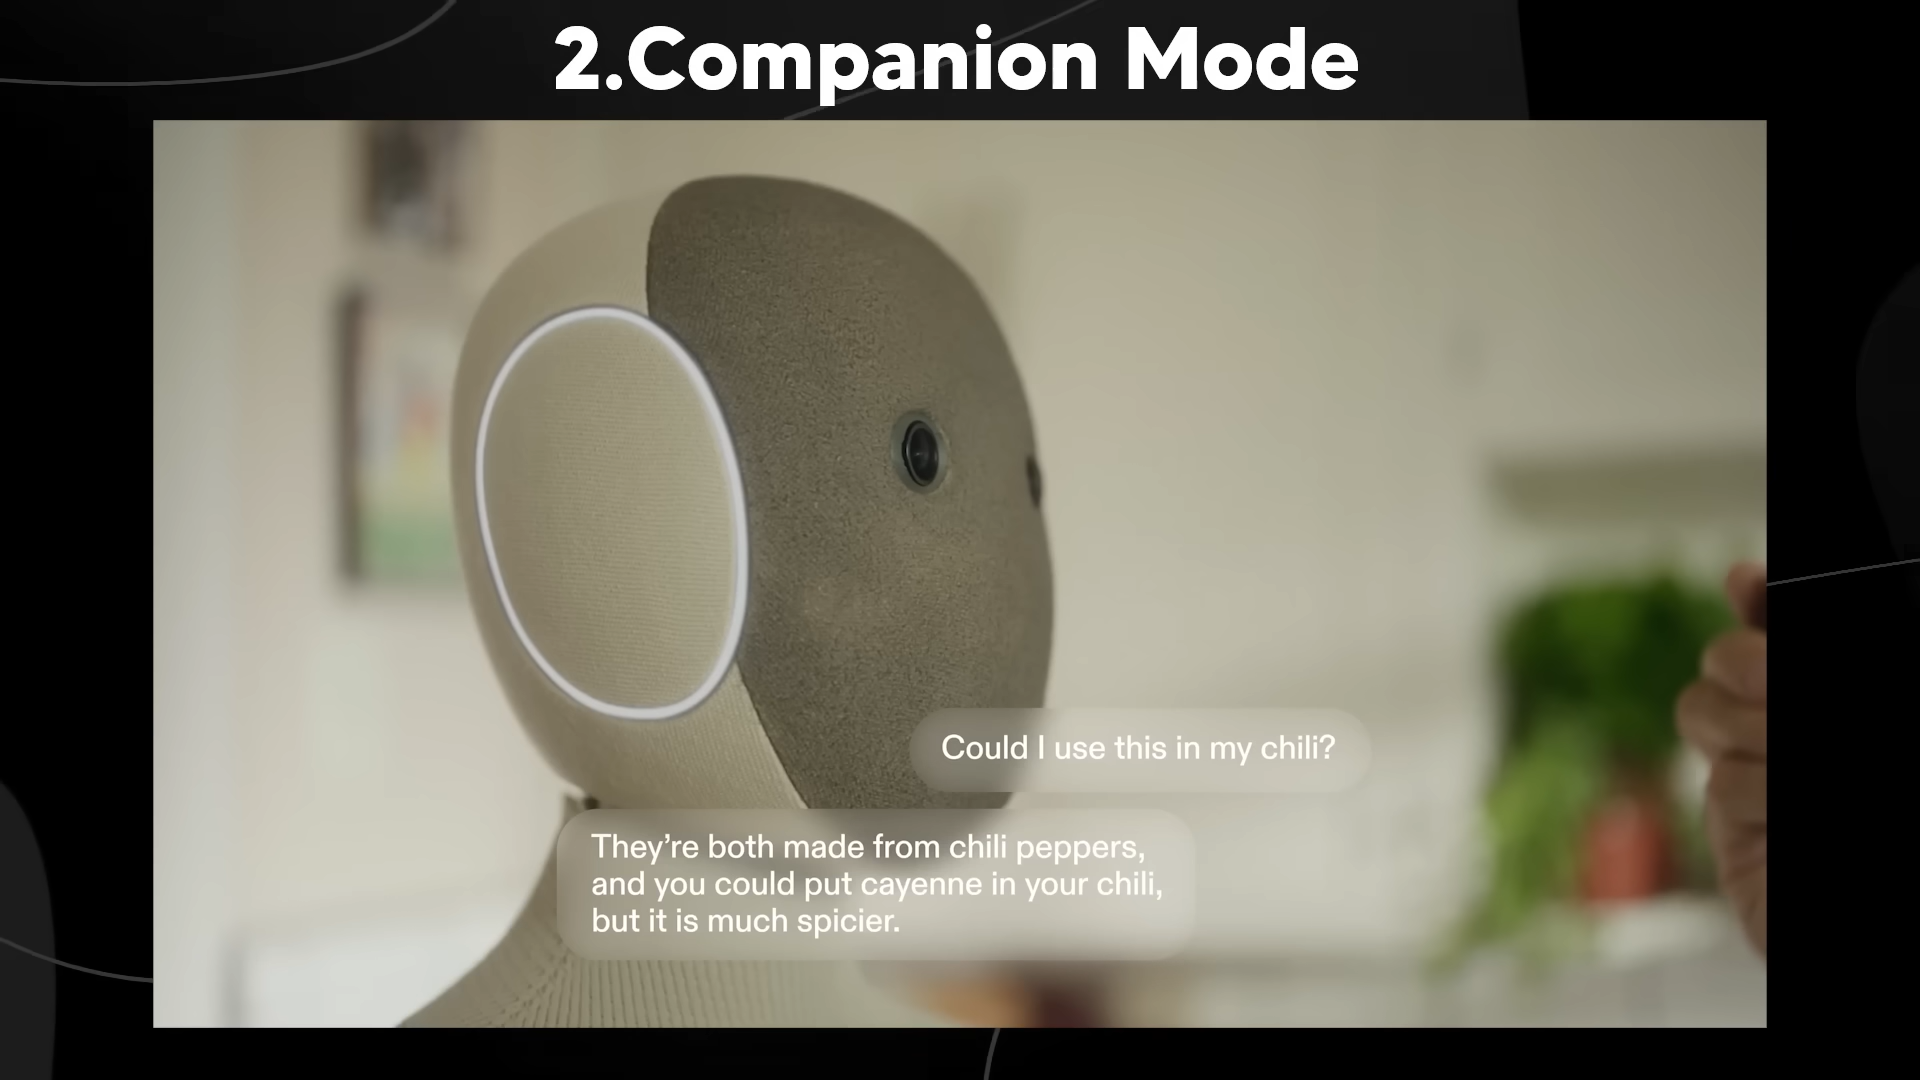 2.Companion Mode
Could I use this in my chili?
They’re both made from chili peppers,
and you could put cayenne in your chili,
but it is much spicier.